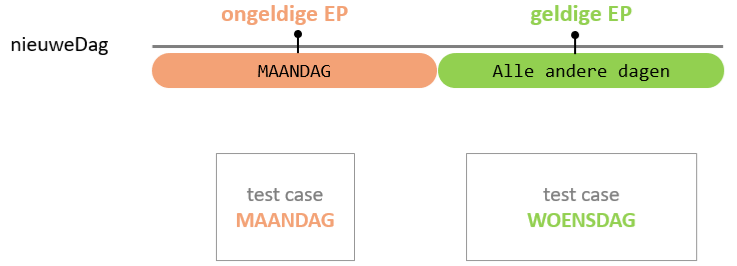 ongeldige EP
geldige EP
nieuweDag
MAANDAG
Alle andere dagen
test case
MAANDAG
test case
WOENSDAG